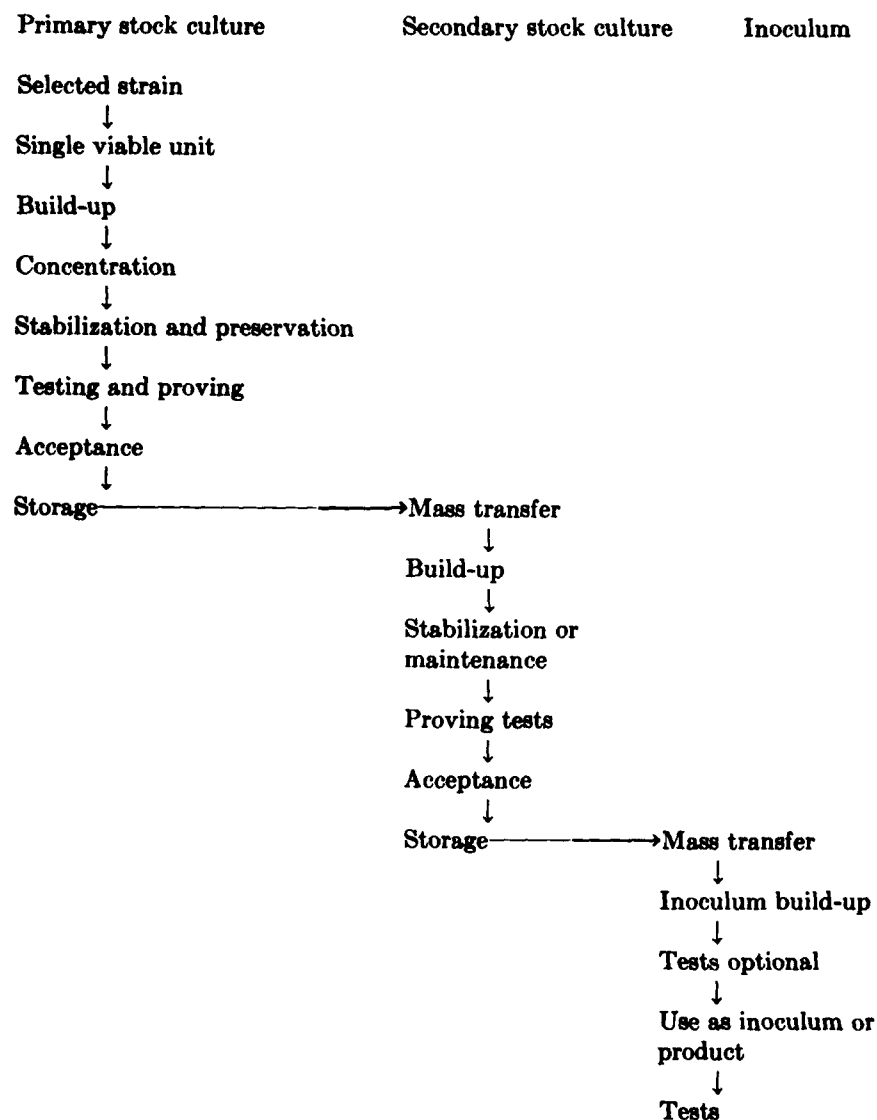 Primary stock culture
Secondary stock culture
Inoculum
Selected strain
Single viable unit
Build-up
Concentration
Stabilization and preservation
Testing and proving
Acceptance
Storage
Mass transfer
Build-up
Stabilization or
maintenance
Proving tests
Acceptance
Storage
Mass transfer
Inoculum build-up
Tests optional
Use as inoculum or
product
Tests